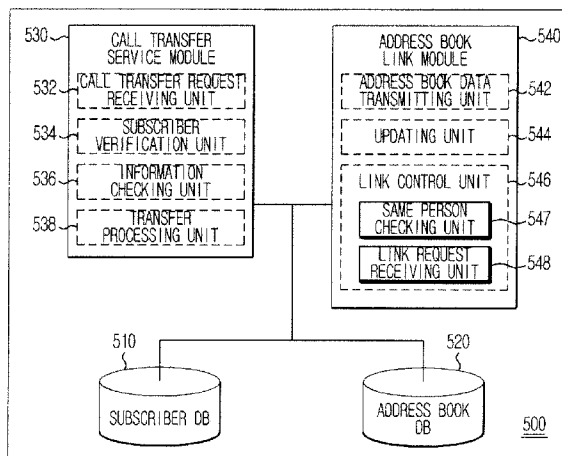 530
CALL TRANSFER
SERVICE MODULE
532
CALL TRANSFER REQUEST
RECEIVING UNIT
534
SUBSCRIBER
VERIFICATION UNIT
536
INFORMATION
CHECKING UNIT
538
TRANSFER
PROCESSING UNIT
540
ADDRESS BOOK
LINK MODULE
ADDRESS BOOK DATA
TRANSMITTING UNIT
542
UPDATING UNIT
544
LINK CONTROL UNIT
546
SAME PERSON
CHECKING UNIT
547
LINK REQUEST
RECEIVING UNIT
548
510
SUBSCRIBER DB
520
ADDRESS BOOK
DB
500